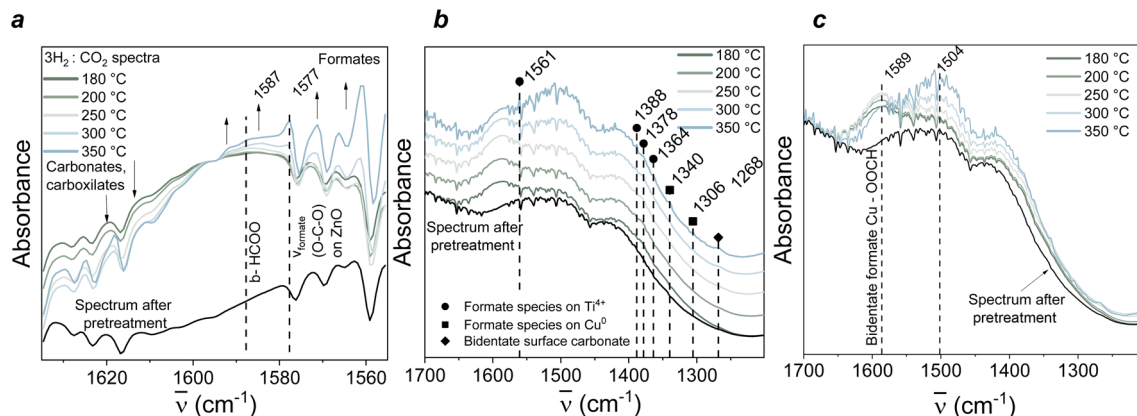 a
3H₂ : CO₂ spectra
180 °C
200 °C
250 °C
300 °C
350 °C
Carbonates,
carboxilates
1587
1577
Formates
b- HCOO
νformate
(O-C-O)
on ZnO
Spectrum after
pretreatment
Absorbance
1620
1600
1580
1560
ν̅ (cm⁻¹)
b
1561
1388
1378
1364
1340
1306
1268
180 °C
200 °C
250 °C
300 °C
350 °C
Spectrum after
pretreatment
Formate species on Ti⁴⁺
Formate species on Cu⁰
Bidentate surface carbonate
Absorbance
1700
1600
1500
1400
1300
ν̅ (cm⁻¹)
c
1589
1504
180 °C
200 °C
250 °C
300 °C
350 °C
Bidentate formate Cu - OOCH
Spectrum after
pretreatment
Absorbance
1700
1600
1500
1400
1300
ν̅ (cm⁻¹)